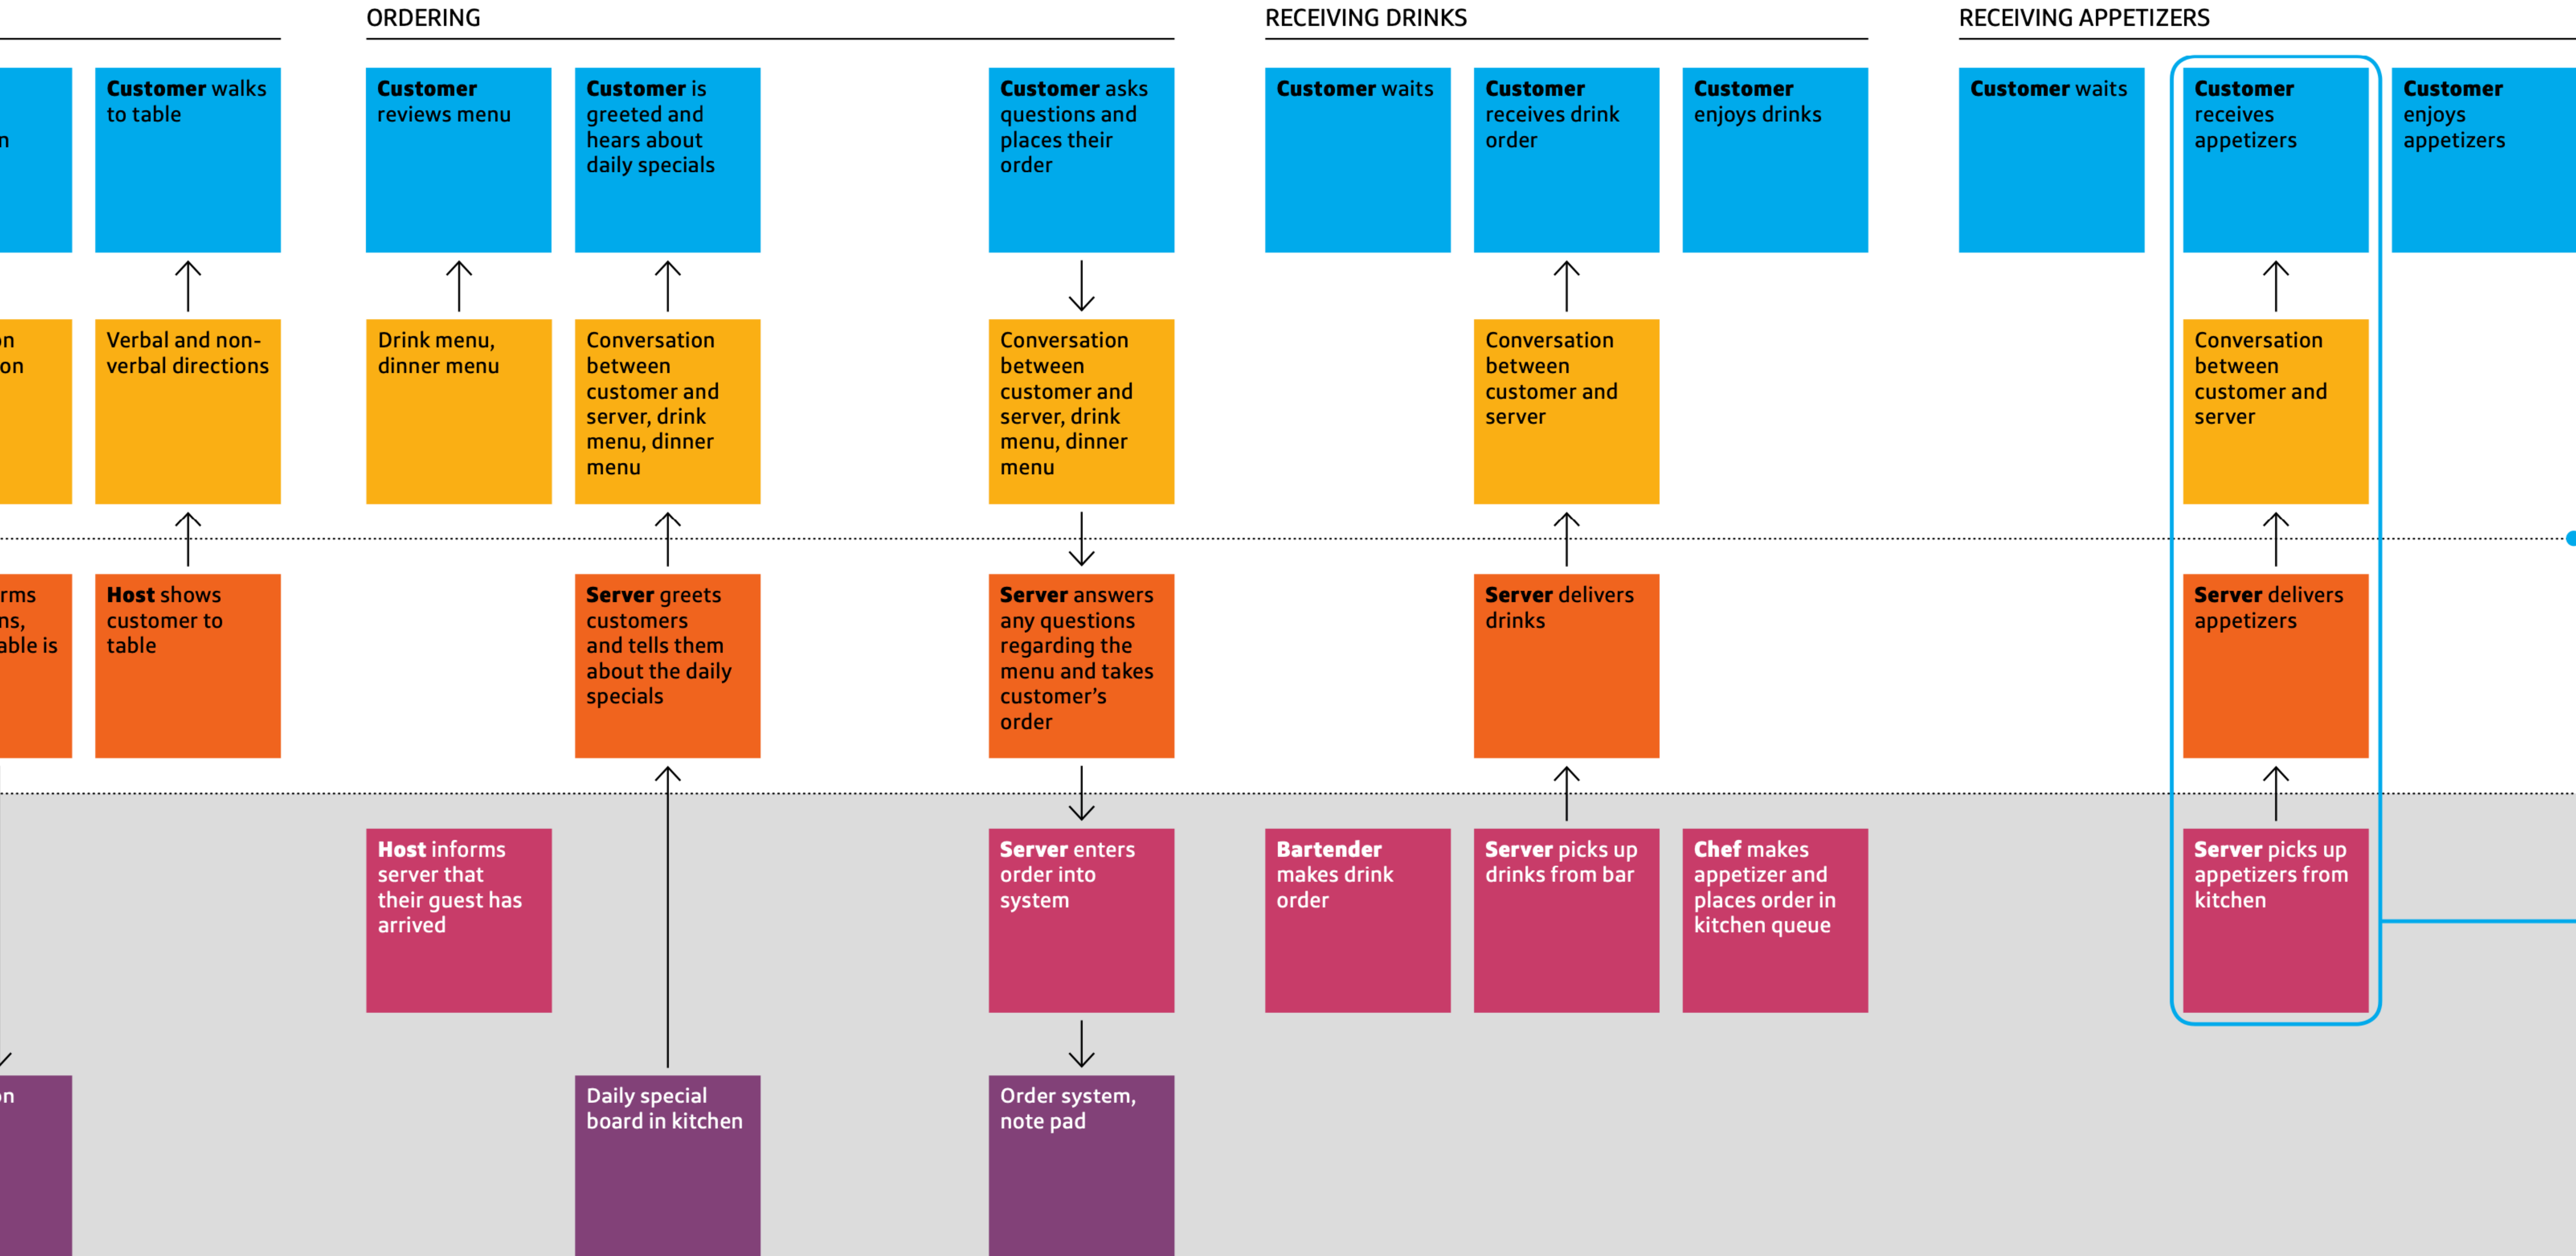 ORDERING
RECEIVING DRINKS
RECEIVING APPETIZERS
n
Customer walks
to table
Customer
reviews menu
Customer is
greeted and
hears about
daily specials
Customer asks
questions and
places their
order
Customer waits
Customer
receives drink
order
Customer
enjoys drinks
Customer waits
Customer
receives
appetizers
Customer
enjoys
appetizers
on
on
Verbal and non-
verbal directions
Drink menu,
dinner menu
Conversation
between
customer and
server, drink
menu, dinner
menu
Conversation
between
customer and
server, drink
menu, dinner
menu
Conversation
between
customer and
server
Conversation
between
customer and
server
rms
ns,
able is
Host shows
customer to
table
Server greets
customers
and tells them
about the daily
specials
Server answers
any questions
regarding the
menu and takes
customer’s
order
Server delivers
drinks
Server delivers
appetizers
Host informs
server that
their guest has
arrived
Server enters
order into
system
Bartender
makes drink
order
Server picks up
drinks from bar
Chef makes
appetizer and
places order in
kitchen queue
Server picks up
appetizers from
kitchen
on
Daily special
board in kitchen
Order system,
note pad